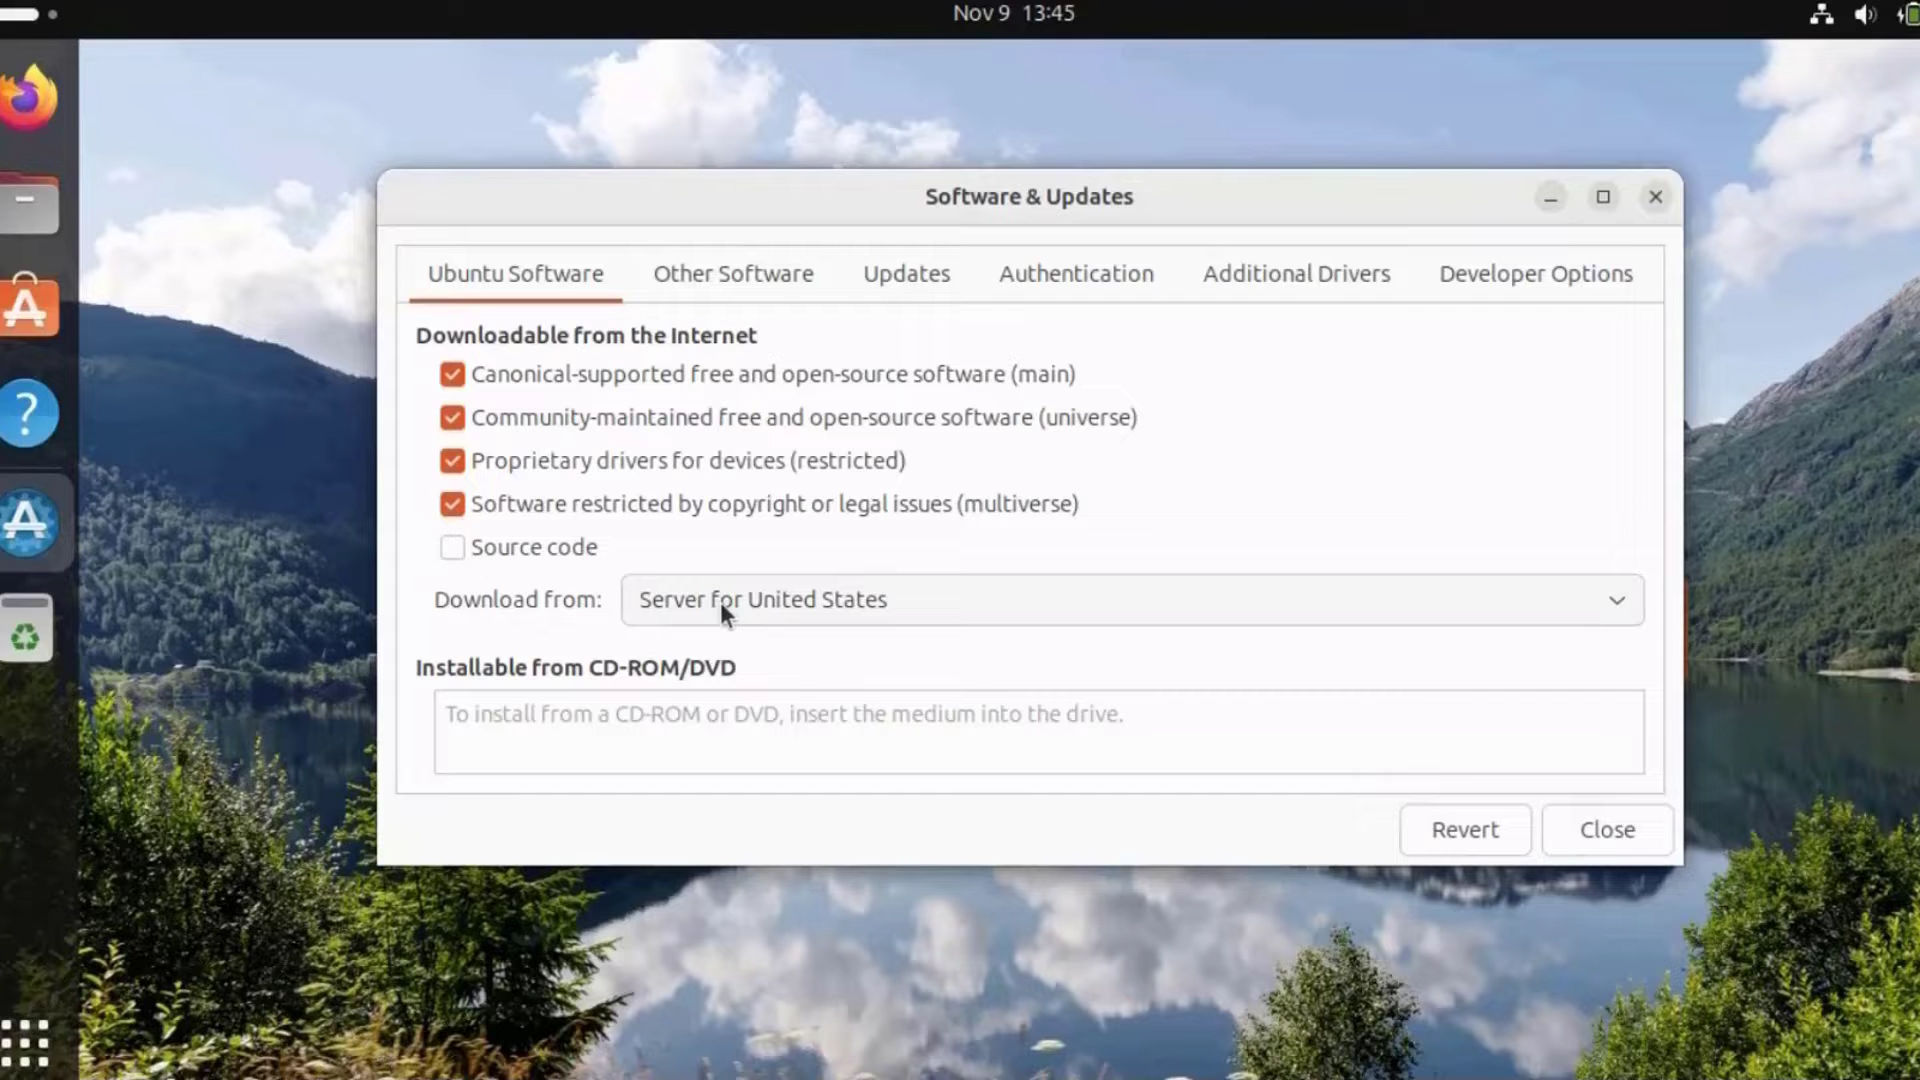 Nov 9 13:45
Software & Updates
Ubuntu Software Other Software Updates Authentication Additional Drivers Developer Options
Downloadable from the Internet
Canonical-supported free and open-source software (main)
Community-maintained free and open-source software (universe)
Proprietary drivers for devices (restricted)
Software restricted by copyright or legal issues (multiverse)
Source code
Download from: Server for United States
Installable from CD-ROM/DVD
To install from a CD-ROM or DVD, insert the medium into the drive.
Revert Close